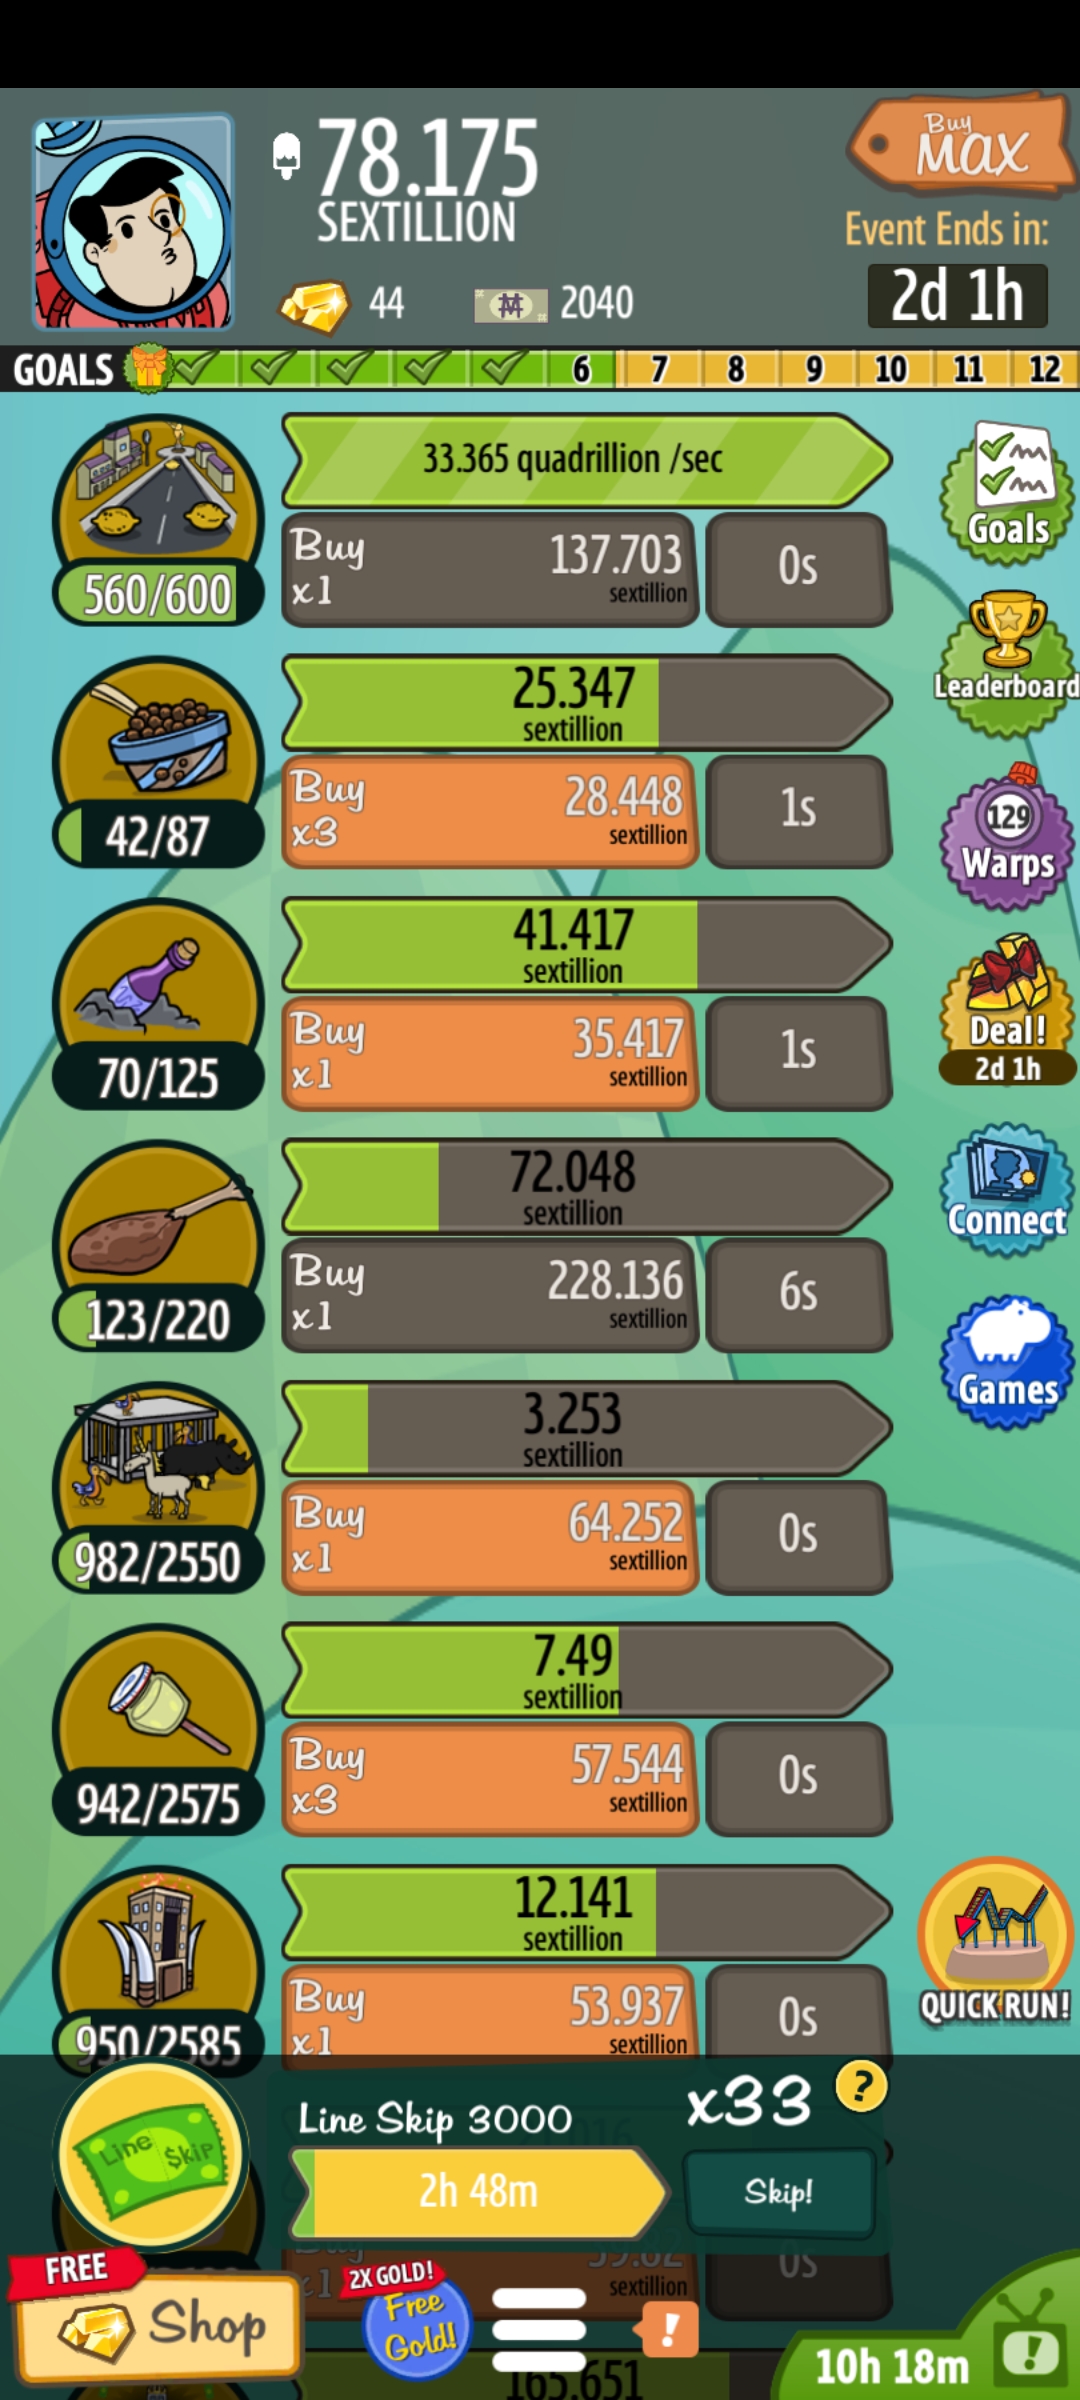 78.175
SEXTILLION
Buy
MAX
Event Ends in:
2d 1h
44
2040
GOALS
6
7
8
9
10
11
12
33.365 quadrillion /sec
Buy
x1
137.703
sextillion
0s
560/600
Goals
25.347
sextillion
Buy
x3
28.448
sextillion
1s
42/87
Leaderboard
41.417
sextillion
Buy
x1
35.417
sextillion
1s
70/125
129
Warps
Deal!
2d 1h
72.048
sextillion
Buy
x1
228.136
sextillion
6s
123/220
Connect
3.253
sextillion
Buy
x1
64.252
sextillion
0s
982/2550
Games
7.49
sextillion
Buy
x3
57.544
sextillion
0s
942/2575
12.141
sextillion
Buy
x1
53.937
sextillion
0s
950/2585
QUICK RUN!
Line Skip
Line Skip 3000
x33
?
2h 48m
Skip!
Buy
x1
sextillion
0s
FREE
Shop
2X GOLD!
Free
Gold!
!
165.651
10h 18m
!